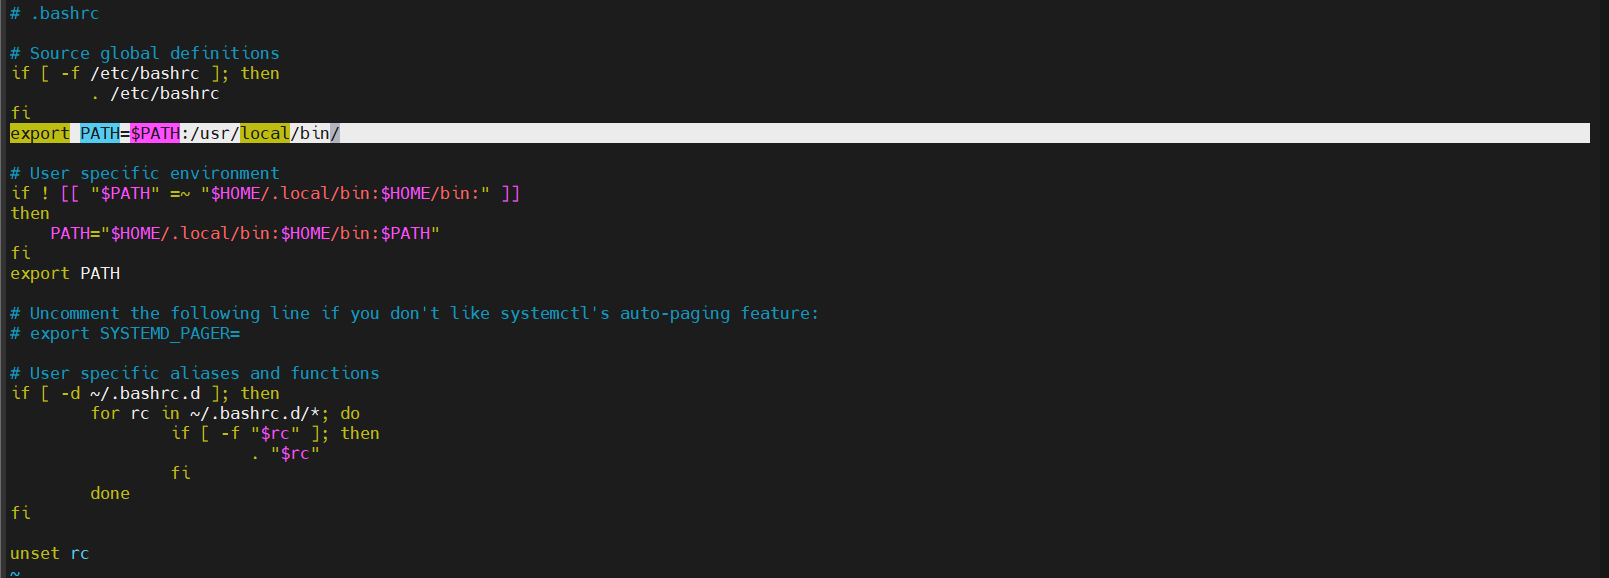 # .bashrc

# Source global definitions
if [ -f /etc/bashrc ]; then
        . /etc/bashrc
fi
export PATH=$PATH:/usr/local/bin/

# User specific environment
if ! [[ "$PATH" =~ "$HOME/.local/bin:$HOME/bin:" ]]
then
    PATH="$HOME/.local/bin:$HOME/bin:$PATH"
fi
export PATH

# Uncomment the following line if you don't like systemctl's auto-paging feature:
# export SYSTEMD_PAGER=

# User specific aliases and functions
if [ -d ~/.bashrc.d ]; then
        for rc in ~/.bashrc.d/*; do
                if [ -f "$rc" ]; then
                        . "$rc"
                fi
        done
fi

unset rc
~